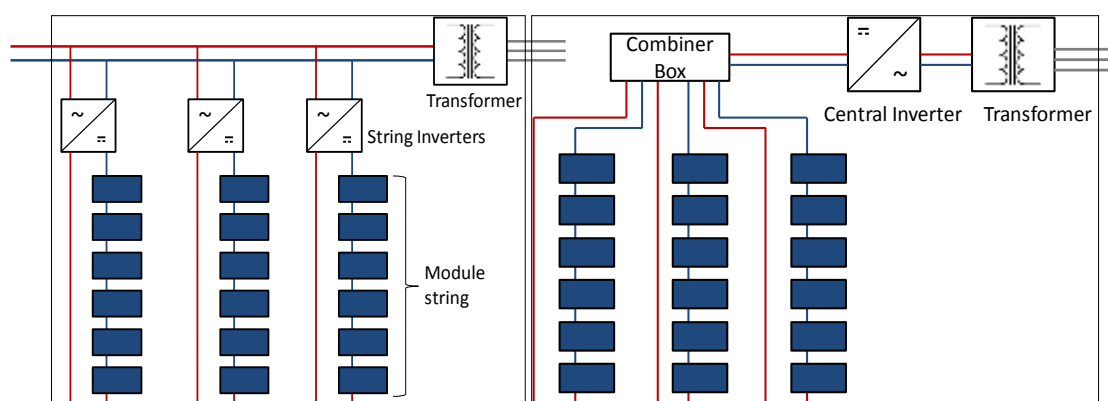 Transformer
String Inverters
Module
string
Combiner
Box
Central Inverter
Transformer